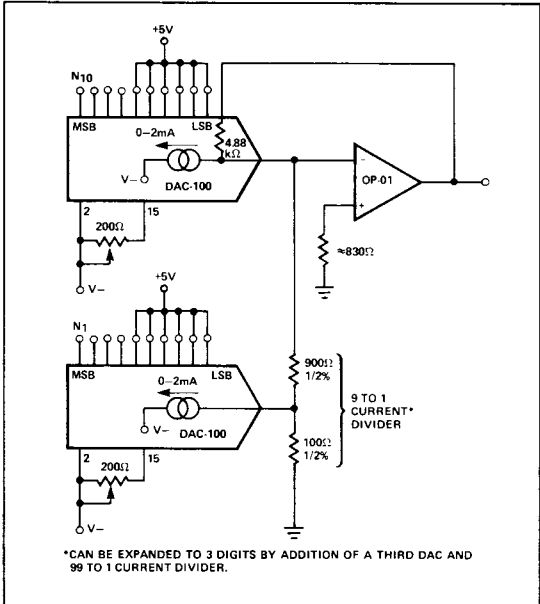 +5V
N10
MSB
LSB
0–2mA
4.88
kΩ
V–
DAC-100
OP-01
–
+
2
15
200Ω
≈830Ω
V–
+5V
N1
MSB
LSB
0–2mA
900Ω
1/2%
V–
DAC-100
9 TO 1
CURRENT*
DIVIDER
2
15
200Ω
100Ω
1/2%
V–
*CAN BE EXPANDED TO 3 DIGITS BY ADDITION OF A THIRD DAC AND
99 TO 1 CURRENT DIVIDER.